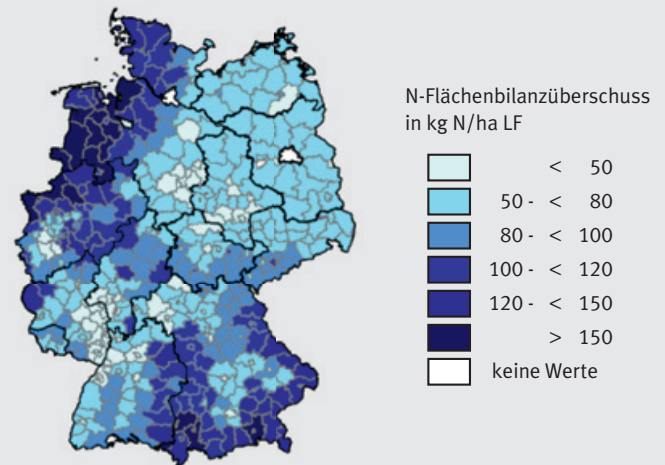 N-Flächenbilanzüberschuss
in kg N/ha LF
< 50
50 - < 80
80 - < 100
100 - < 120
120 - < 150
> 150
keine Werte